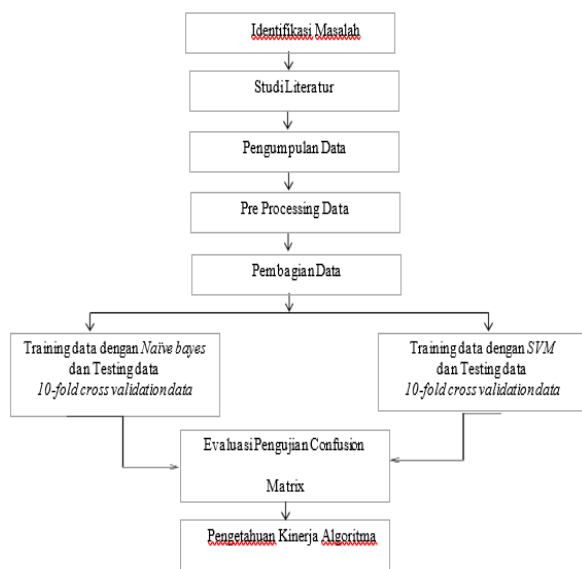 Identifikasi Masalah
Studi Literatur
Pengumpulan Data
Pre Processing Data
Pembagian Data
Training data dengan Naïve bayes
dan Testing data
10-fold cross validation data
Training data dengan SVM
dan Testing data
10-fold cross validation data
Evaluasi Pengujian Confusion
Matrix
Pengetahuan Kinerja Algoritma